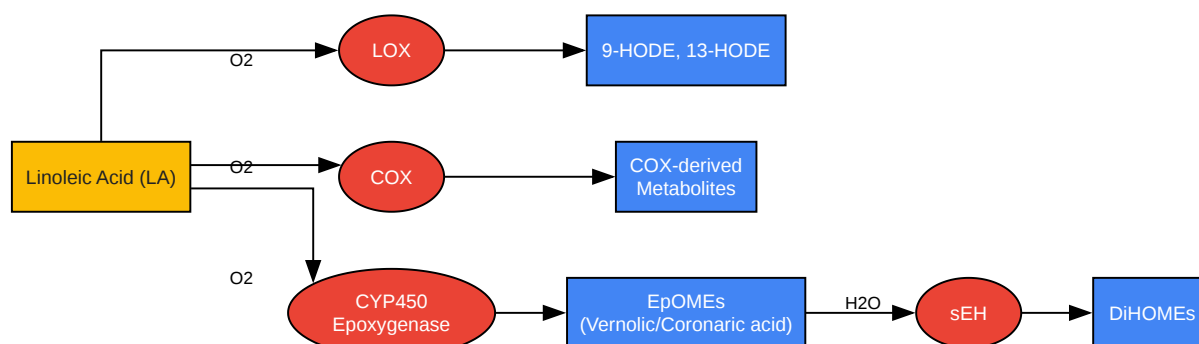 O2
LOX
9-HODE, 13-HODE
Linoleic Acid (LA)
O2
COX
COX-derived
Metabolites
O2
CYP450
Epoxygenase
EpOMEs
(Vernolic/Coronaric acid)
H2O
sEH
DiHOMEs